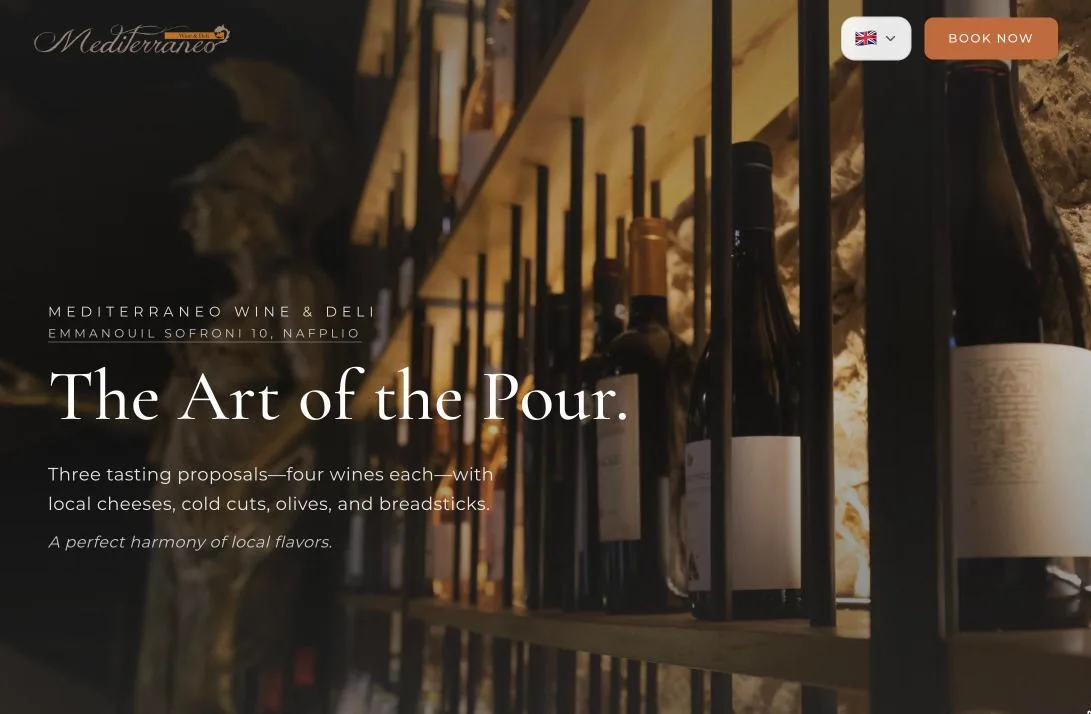 Mediterraneo
Wine & Deli
BOOK NOW
MEDITERRANEO WINE & DELI
EMMANOUIL SOFRONI 10, NAFPLIO
The Art of the Pour.
Three tasting proposals—four wines each—with
local cheeses, cold cuts, olives, and breadsticks.
A perfect harmony of local flavors.